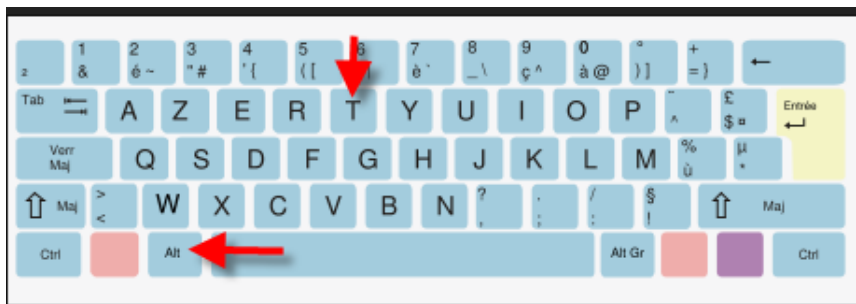 1 2 3 4 5 6 7 8 9 0 ° +
² & é ~ " # ' { ( [ è ` _ \ ç ^ à @ ) ] = } ←
Tab A Z E R T Y U I O P ¨ ^ £ $ ¤ Entrée
Verr Maj Q S D F G H J K L M % ù µ *
⇧ Maj > < W X C V B N ? , . ; / : § ! ⇧ Maj
Ctrl Alt Alt Gr Ctrl